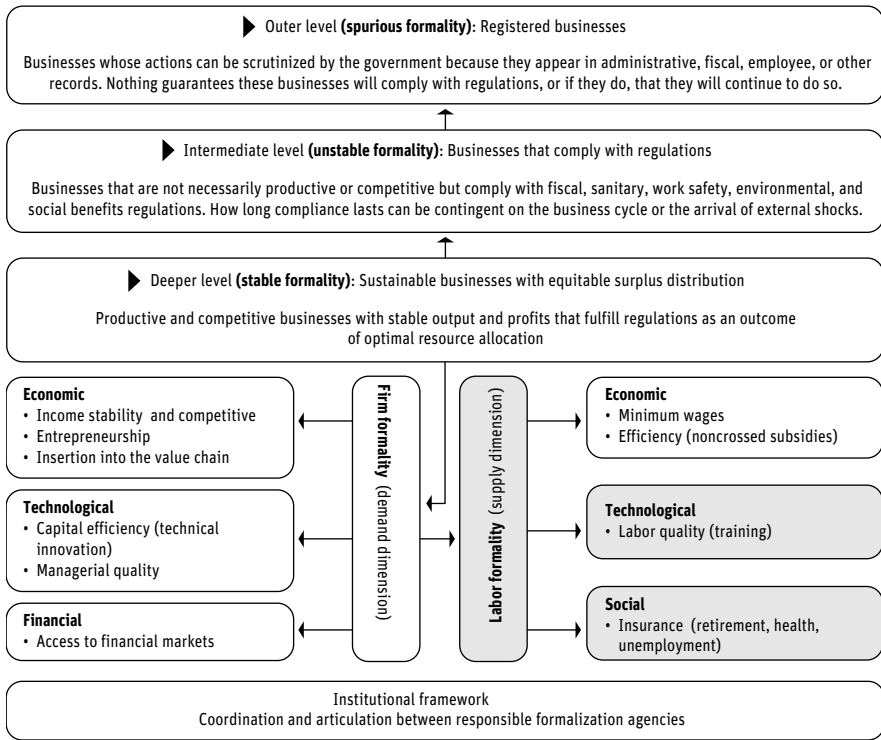 ▶ Outer level (spurious formality): Registered businesses
Businesses whose actions can be scrutinized by the government because they appear in administrative, fiscal, employee, or other
records. Nothing guarantees these businesses will comply with regulations, or if they do, that they will continue to do so.
▶ Intermediate level (unstable formality): Businesses that comply with regulations
Businesses that are not necessarily productive or competitive but comply with fiscal, sanitary, work safety, environmental, and
social benefits regulations. How long compliance lasts can be contingent on the business cycle or the arrival of external shocks.
▶ Deeper level (stable formality): Sustainable businesses with equitable surplus distribution
Productive and competitive businesses with stable output and profits that fulfill regulations as an outcome
of optimal resource allocation
Economic
• Income stability and competitive
• Entrepreneurship
• Insertion into the value chain
Technological
• Capital efficiency (technical
innovation)
• Managerial quality
Financial
• Access to financial markets
Firm formality
(demand dimension)
Labor formality (supply dimension)
Economic
• Minimum wages
• Efficiency (noncrossed subsidies)
Technological
• Labor quality (training)
Social
• Insurance (retirement, health,
unemployment)
Institutional framework
Coordination and articulation between responsible formalization agencies